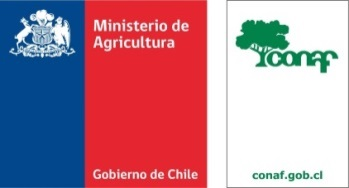 Ministerio de
Agricultura
Gobierno de Chile
conaf
conaf.gob.cl